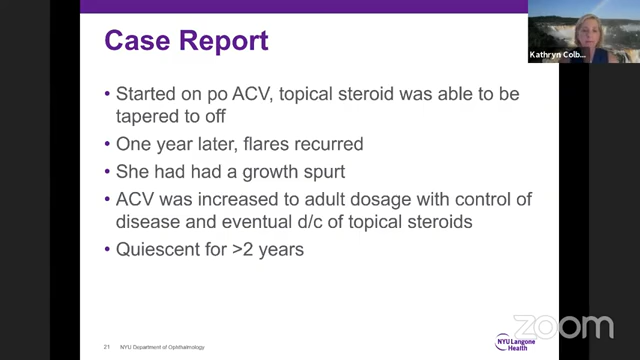 Case Report
• Started on po ACV, topical steroid was able to be
tapered to off
• One year later, flares recurred
• She had had a growth spurt
• ACV was increased to adult dosage with control of
disease and eventual d/c of topical steroids
• Quiescent for >2 years
Kathryn Colb...
21 NYU Department of Ophthalmology
NYU Langone
Health
zoom